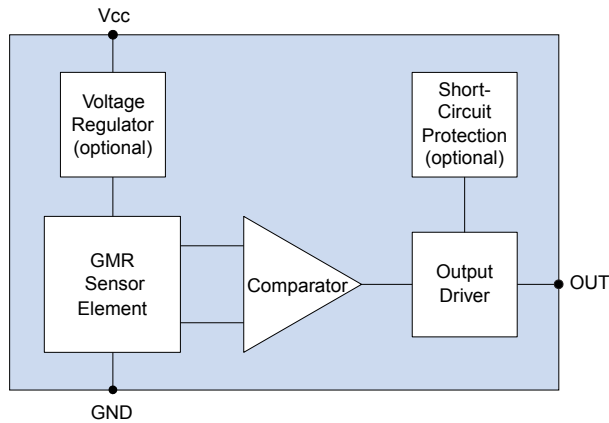 Vcc
Voltage
Regulator
(optional)
Short-
Circuit
Protection
(optional)
GMR
Sensor
Element
Comparator
Output
Driver
OUT
GND